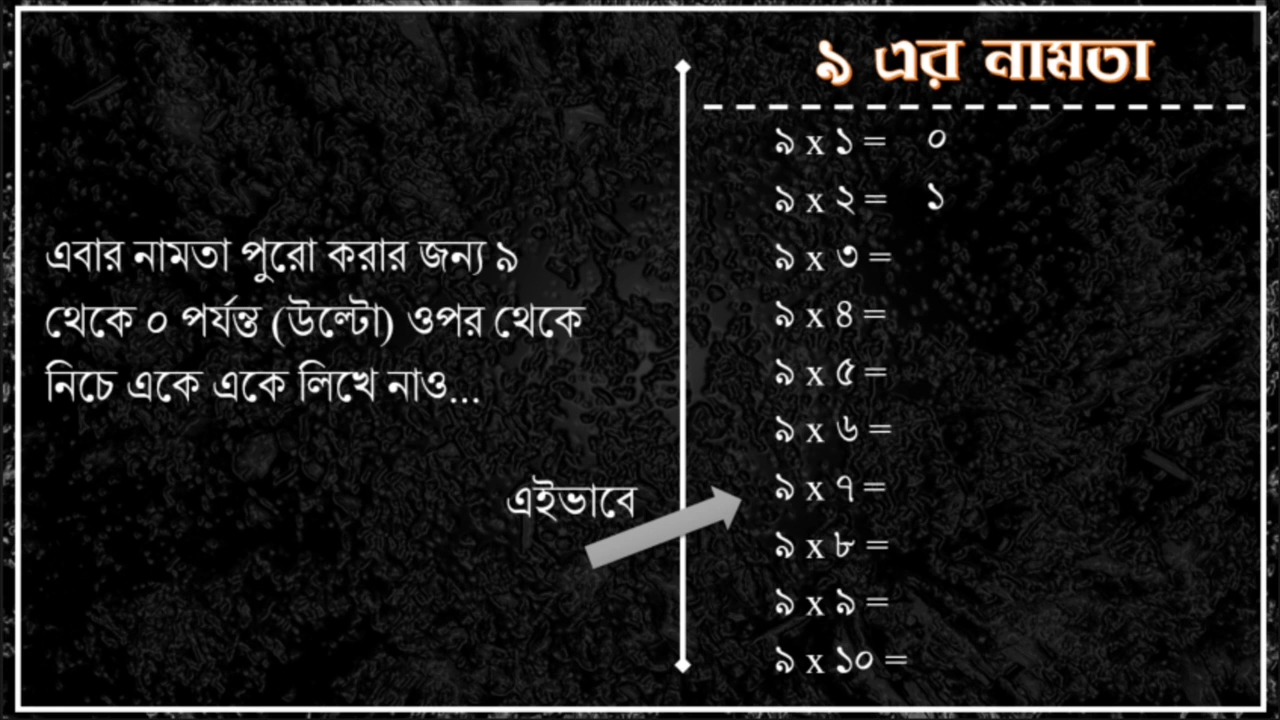 ৯ এর নামতা
এবার নামতা পুরো করার জন্য ৯
থেকে ০ পর্যন্ত (উল্টো) ওপর থেকে
নিচে একে একে লিখে নাও...
এইভাবে
৯ x ১ = ০
৯ x ২ = ১
৯ x ৩ =
৯ x ৪ =
৯ x ৫ =
৯ x ৬ =
৯ x ৭ =
৯ x ৮ =
৯ x ৯ =
৯ x ১০ =